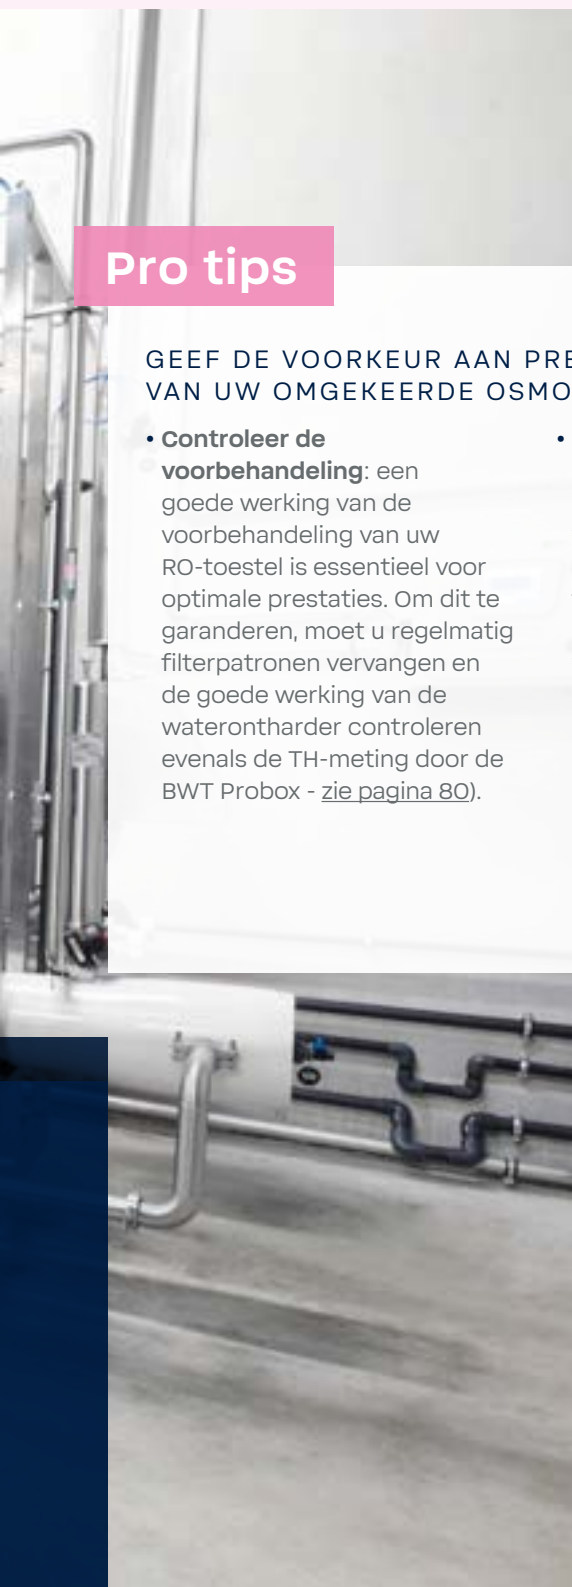 Pro tips
GEEF DE VOORKEUR AAN
VAN UW OMGEKEERDE
• Controleer de
voorbehandeling: een
goede werking van de
voorbehandeling van uw
RO-toestel is essentieel voor
optimale prestaties. Om dit te
garanderen, moet u regelmatig
filterpatronen vervangen en
de goede werking van de
waterontharder controleren
evenals de TH-meting door de
BWT Probox - zie pagina 80).
•